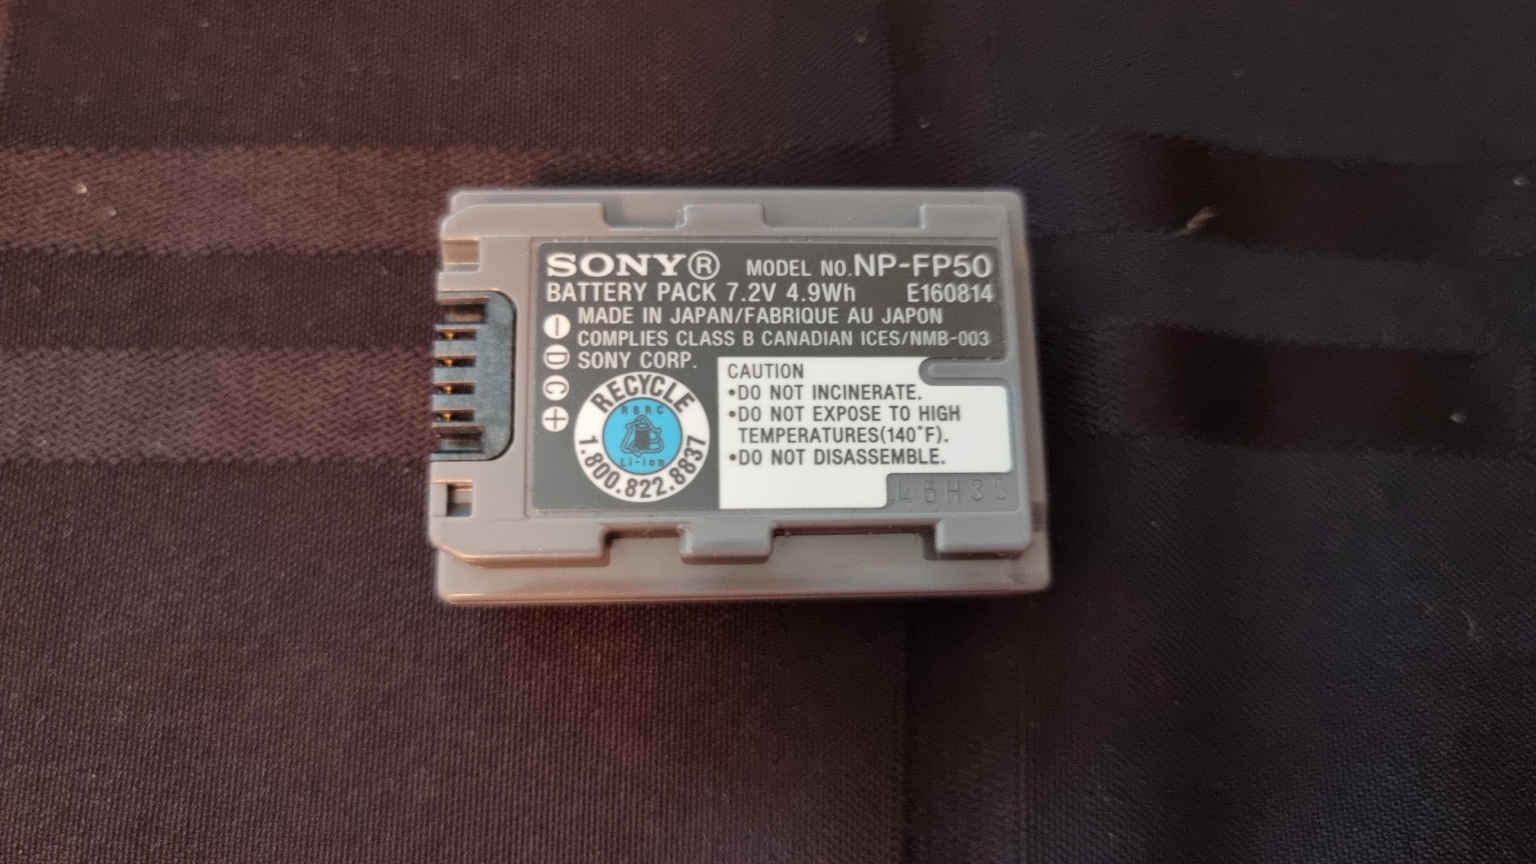 SONY® MODEL NO.NP-FP50
BATTERY PACK 7.2V 4.9Wh E160814
MADE IN JAPAN/FABRIQUE AU JAPON
COMPLIES CLASS B CANADIAN ICES/NMB-003
SONY CORP.
− D C +
RECYCLE
RBRC
Li-ion
1.800.822.8837
CAUTION
•DO NOT INCINERATE.
•DO NOT EXPOSE TO HIGH
TEMPERATURES(140°F).
•DO NOT DISASSEMBLE.